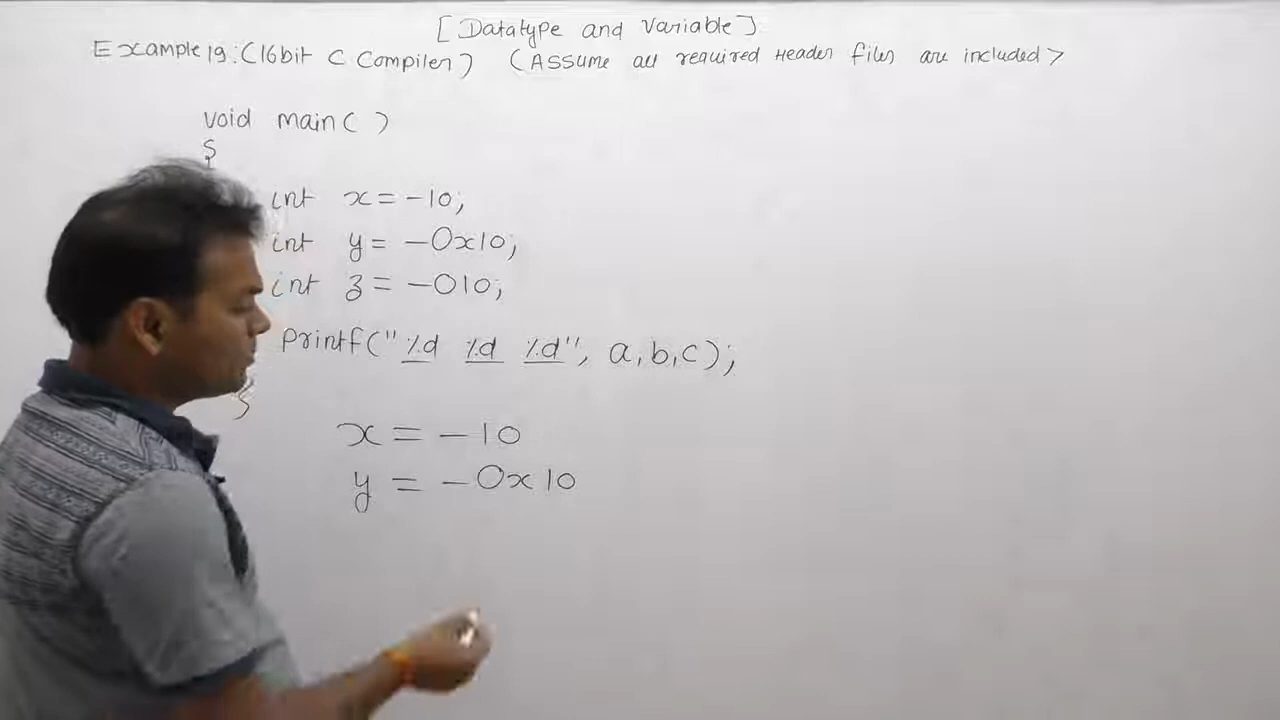 [Datatype and Variable]
Example 19:(16bit C Compiler) (Assume all required Header files are included)
void main( )
{
int x=-10;
int y=-0x10;
int z=-010;
printf("%d %d %d", a,b,c);
}
x=-10
y=-0x10